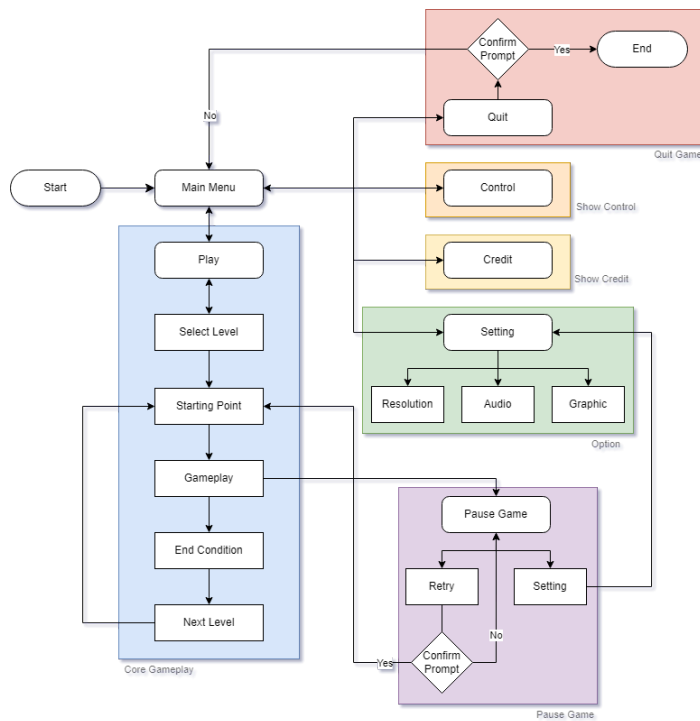 Confirm
Prompt
Yes
End
No
Quit
Quit Game
Start
Main Menu
Control
Show Control
Play
Credit
Show Credit
Select Level
Setting
Starting Point
Resolution
Audio
Graphic
Option
Gameplay
Pause Game
End Condition
Retry
Setting
Next Level
No
Confirm
Prompt
Yes
Core Gameplay
Pause Game